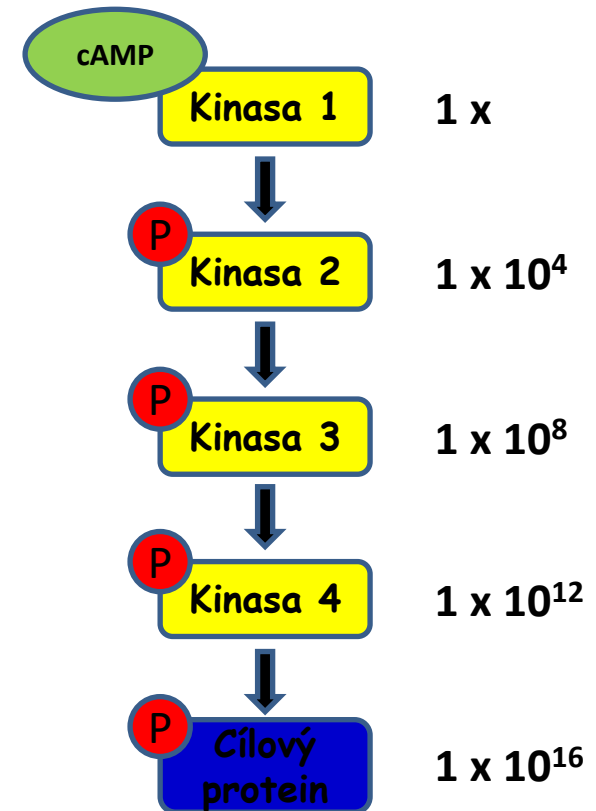 cAMP
Kinasa 1 1 x
P
Kinasa 2 1 x 10⁴
P
Kinasa 3 1 x 10⁸
P
Kinasa 4 1 x 10¹²
P
Cílový
protein 1 x 10¹⁶